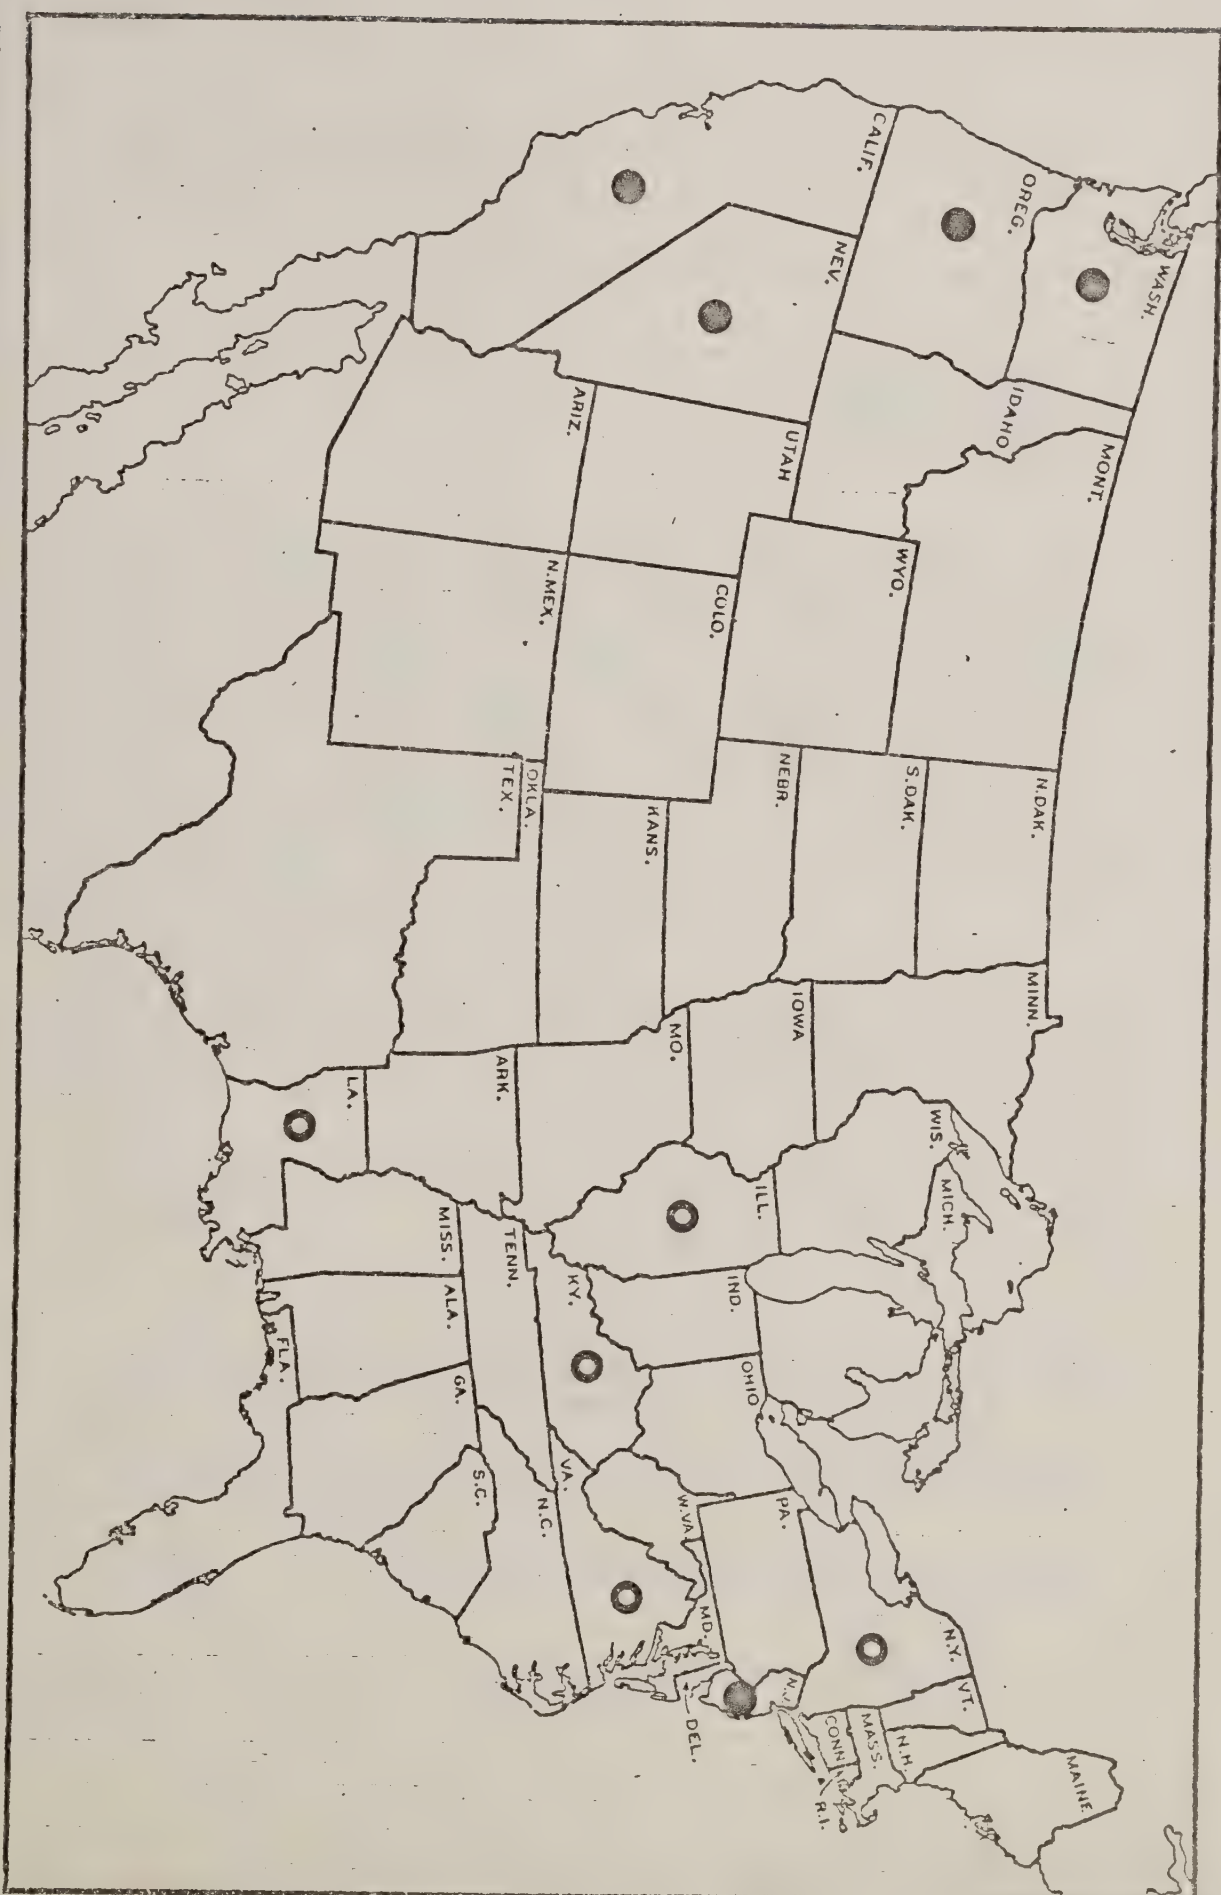 WASH.
OREG.
CALIF.
NEV.
IDAHO
MONT.
UTAH
ARIZ.
WYO.
COLO.
N.MEX.
N.DAK.
S.DAK.
NEBR.
KANS.
OKLA.
TEX.
MINN.
IOWA
MO.
ARK.
LA.
WIS.
MICH.
ILL.
IND.
OHIO
KY.
TENN.
MISS.
ALA.
GA.
FLA.
S.C.
N.C.
VA.
W.VA.
PA.
MD.
DEL.
N.J.
N.Y.
VT.
N.H.
MASS.
CONN
R.I.
MAINE